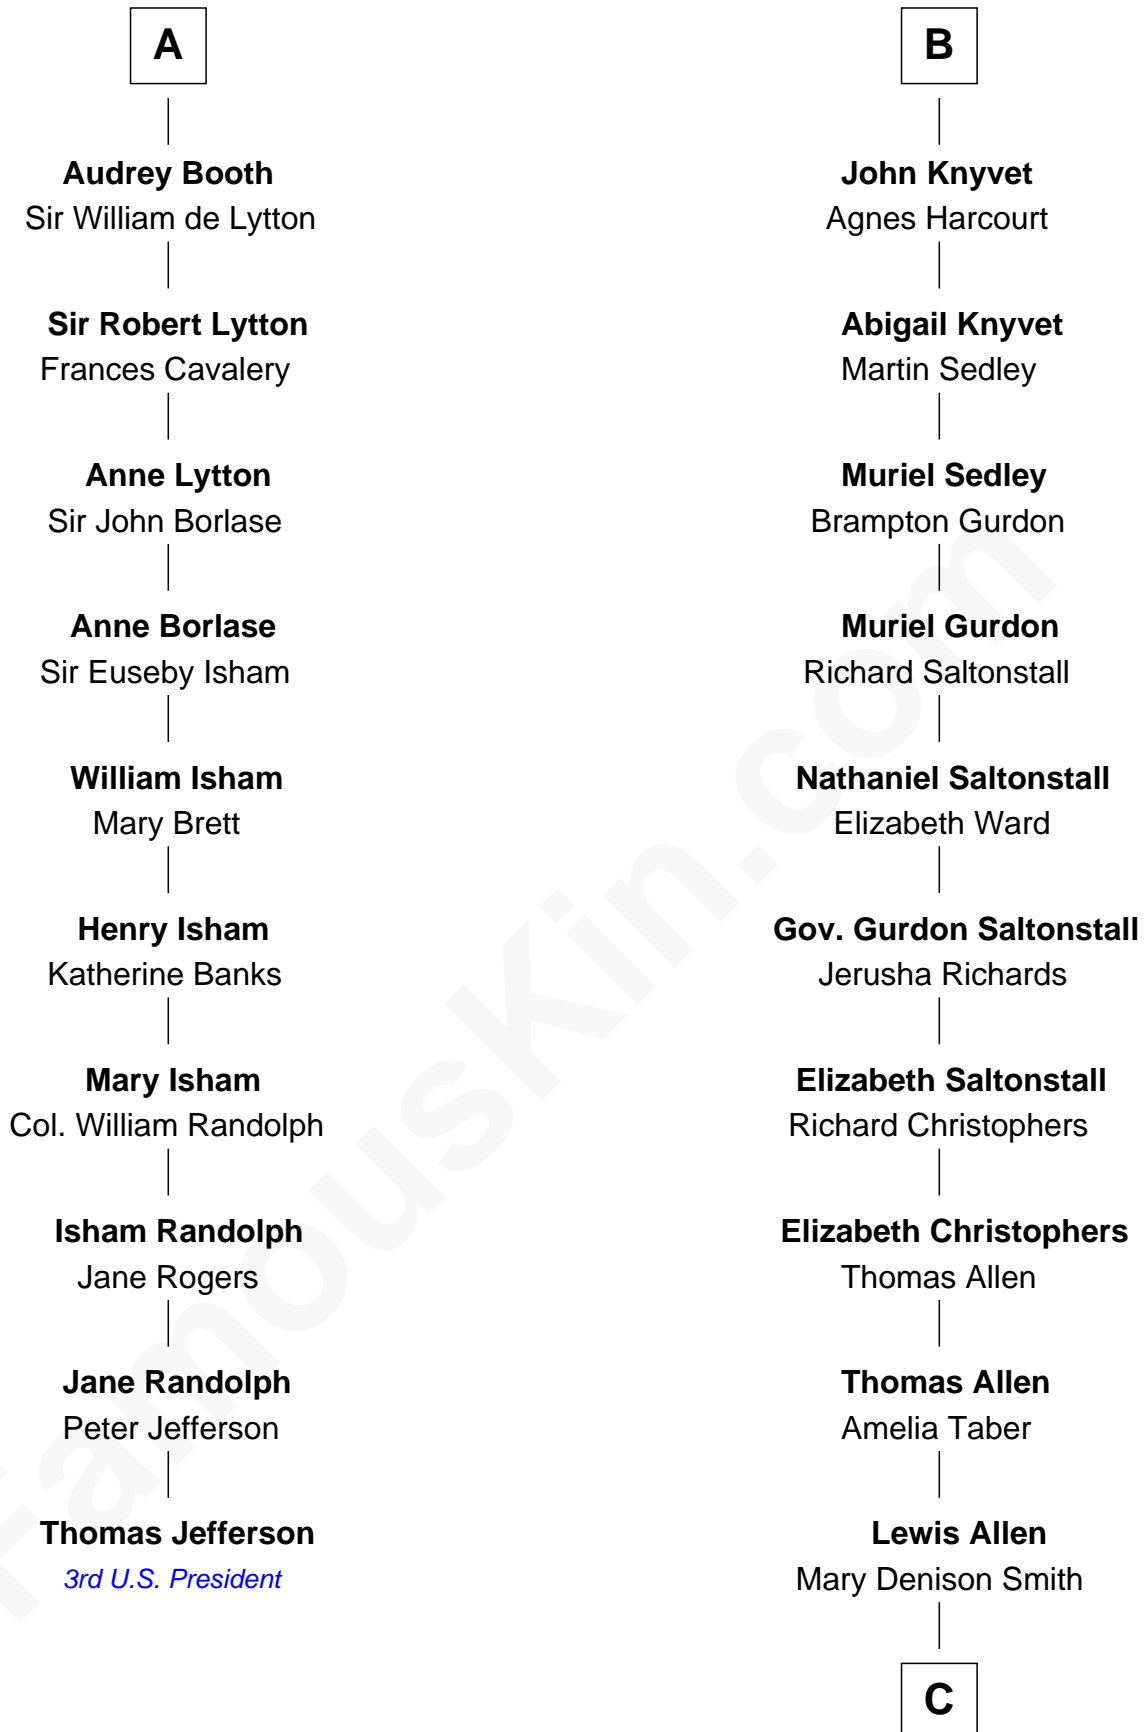 A
Audrey Booth
Sir William de Lytton
Sir Robert Lytton
Frances Cavalery
Anne Lytton
Sir John Borlase
Anne Borlase
Sir Euseby Isham
William Isham
Mary Brett
Henry Isham
Katherine Banks
Mary Isham
Col. William Randolph
Isham Randolph
Jane Rogers
Jane Randolph
Peter Jefferson
Thomas Jefferson
3rd U.S. President
B
John Knyvet
Agnes Harcourt
Abigail Knyvet
Martin Sedley
Muriel Sedley
Brampton Gurdon
Muriel Gurdon
Richard Saltonstall
Nathaniel Saltonstall
Elizabeth Ward
Gov. Gurdon Saltonstall
Jerusha Richards
Elizabeth Saltonstall
Richard Christophers
Elizabeth Christophers
Thomas Allen
Thomas Allen
Amelia Taber
Lewis Allen
Mary Denison Smith
C
FamousKin.com